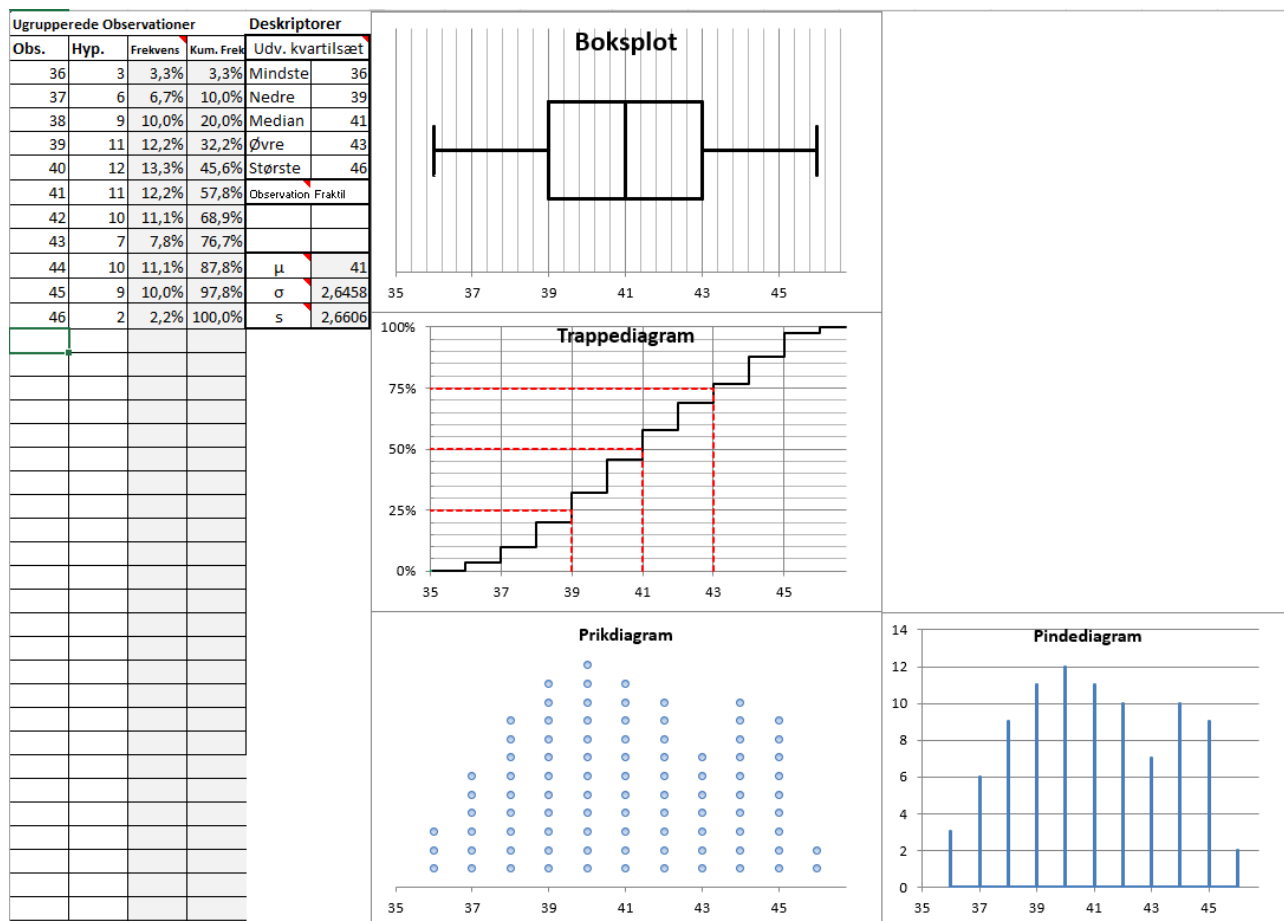 Ugrupperede Observationer Deskriptorer
Obs. Hyp. Frekvens Kum. Frek Udv. kvartilsæt
36 3 3,3% 3,3% Mindste 36
37 6 6,7% 10,0% Nedre 39
38 9 10,0% 20,0% Median 41
39 11 12,2% 32,2% Øvre 43
40 12 13,3% 45,6% Største 46
41 11 12,2% 57,8% Observation Fraktil
42 10 11,1% 68,9%
43 7 7,8% 76,7%
44 10 11,1% 87,8% μ 41
45 9 10,0% 97,8% σ 2,6458
46 2 2,2% 100,0% s 2,6606
Boksplot
35 37 39 41 43 45
Trappediagram
100%
75%
50%
25%
0%
35 37 39 41 43 45
Prikdiagram
35 37 39 41 43 45
Pindediagram
14
12
10
8
6
4
2
0
35 37 39 41 43 45